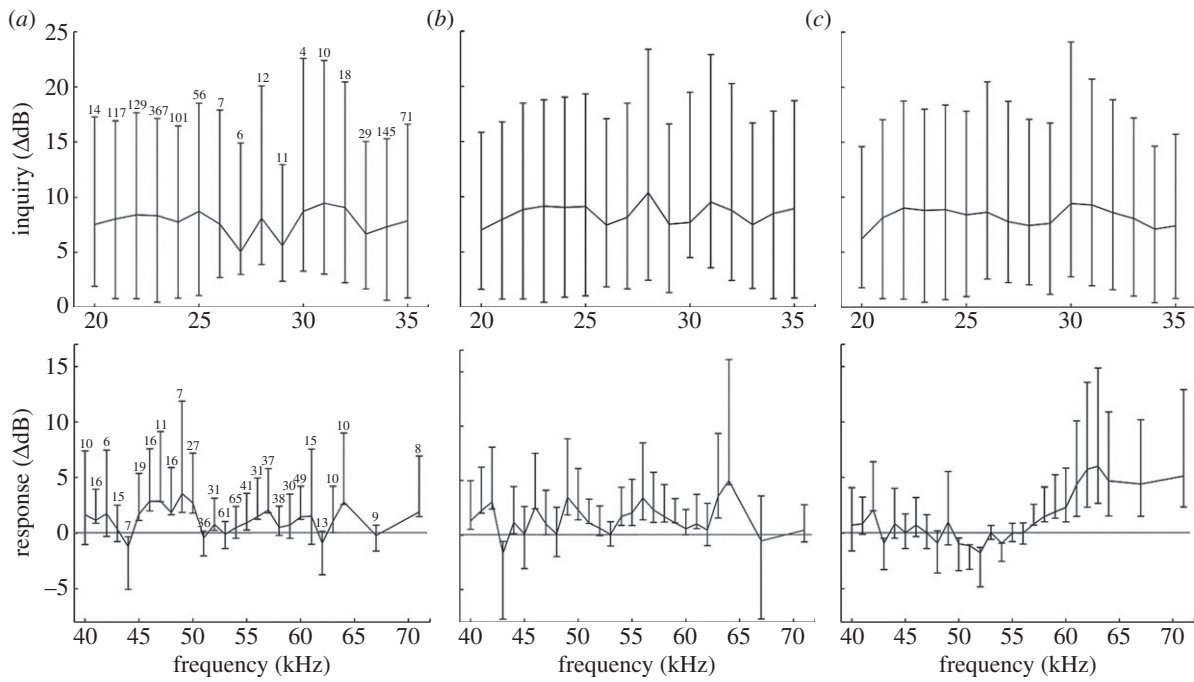 (a) (b) (c)
25
20
15
10
5
0
inquiry (ΔdB)
14 117 129 367 101 56 7 6 12 11 4 10 18 29 145 71
20 25 30 35 20 25 30 35 20 25 30 35
15
10
5
0
–5
response (ΔdB)
10 16 6 15 7 19 16 11 16 7 27 36 31 61 65 41 31 37 38 30 49 15 13 10 10 9 8
40 45 50 55 60 65 70 40 45 50 55 60 65 70 40 45 50 55 60 65 70
frequency (kHz) frequency (kHz) frequency (kHz)